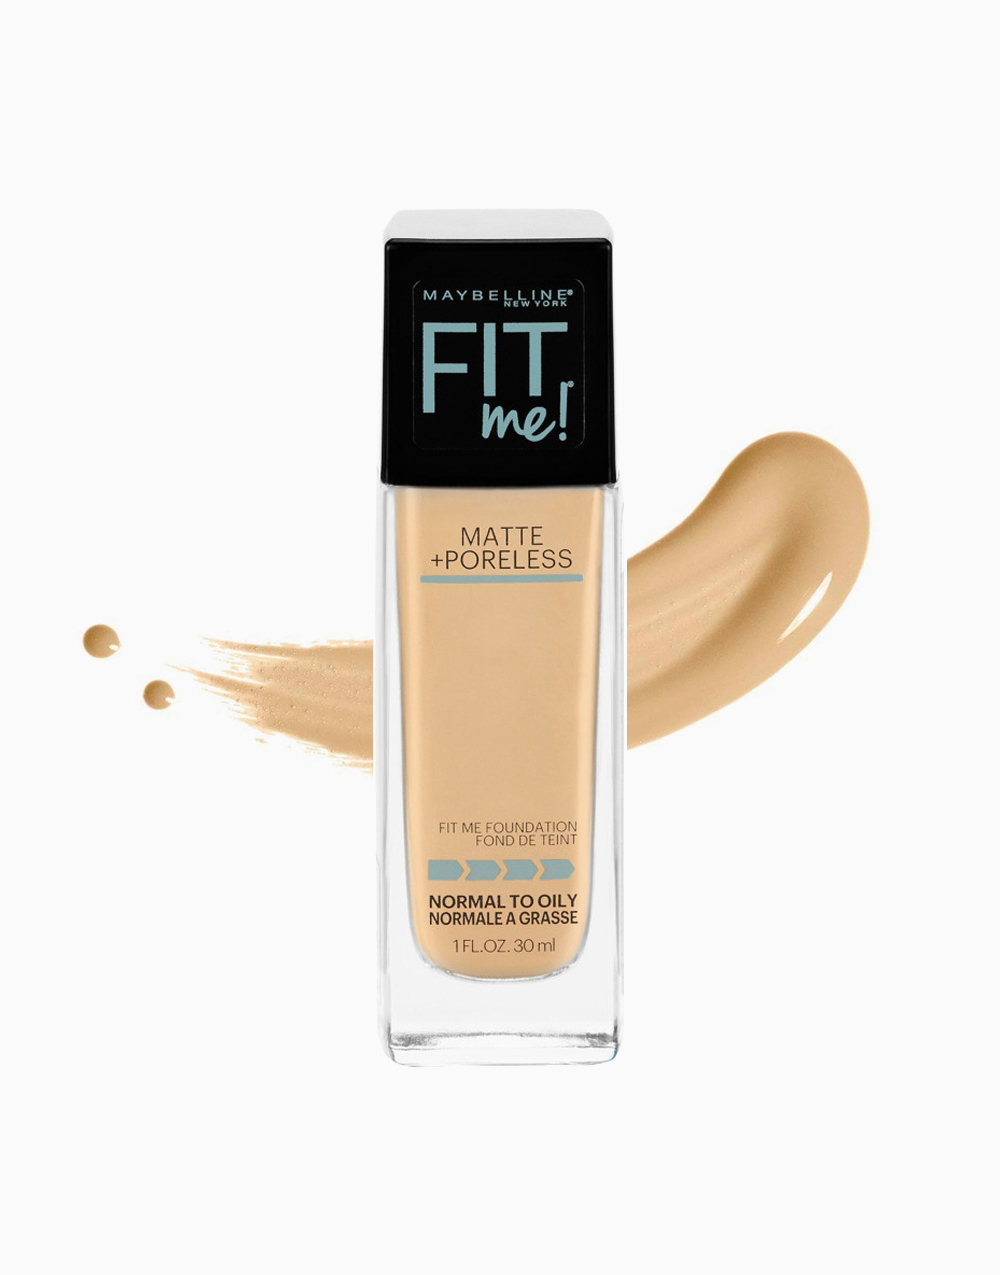 MAYBELLINE®
NEW YORK
FIT
me!®
MATTE
+PORELESS
FIT ME FOUNDATION
FOND DE TEINT
NORMAL TO OILY
NORMALE A GRASSE
1 FL.OZ. 30 ml